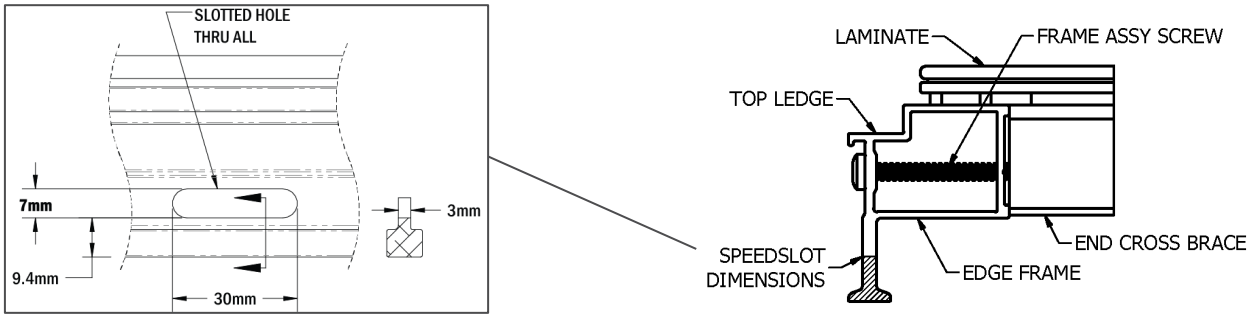 SLOTTED HOLE
THRU ALL
7mm
3mm
9.4mm
30mm
LAMINATE
FRAME ASSY SCREW
TOP LEDGE
SPEEDSLOT
DIMENSIONS
EDGE FRAME
END CROSS BRACE